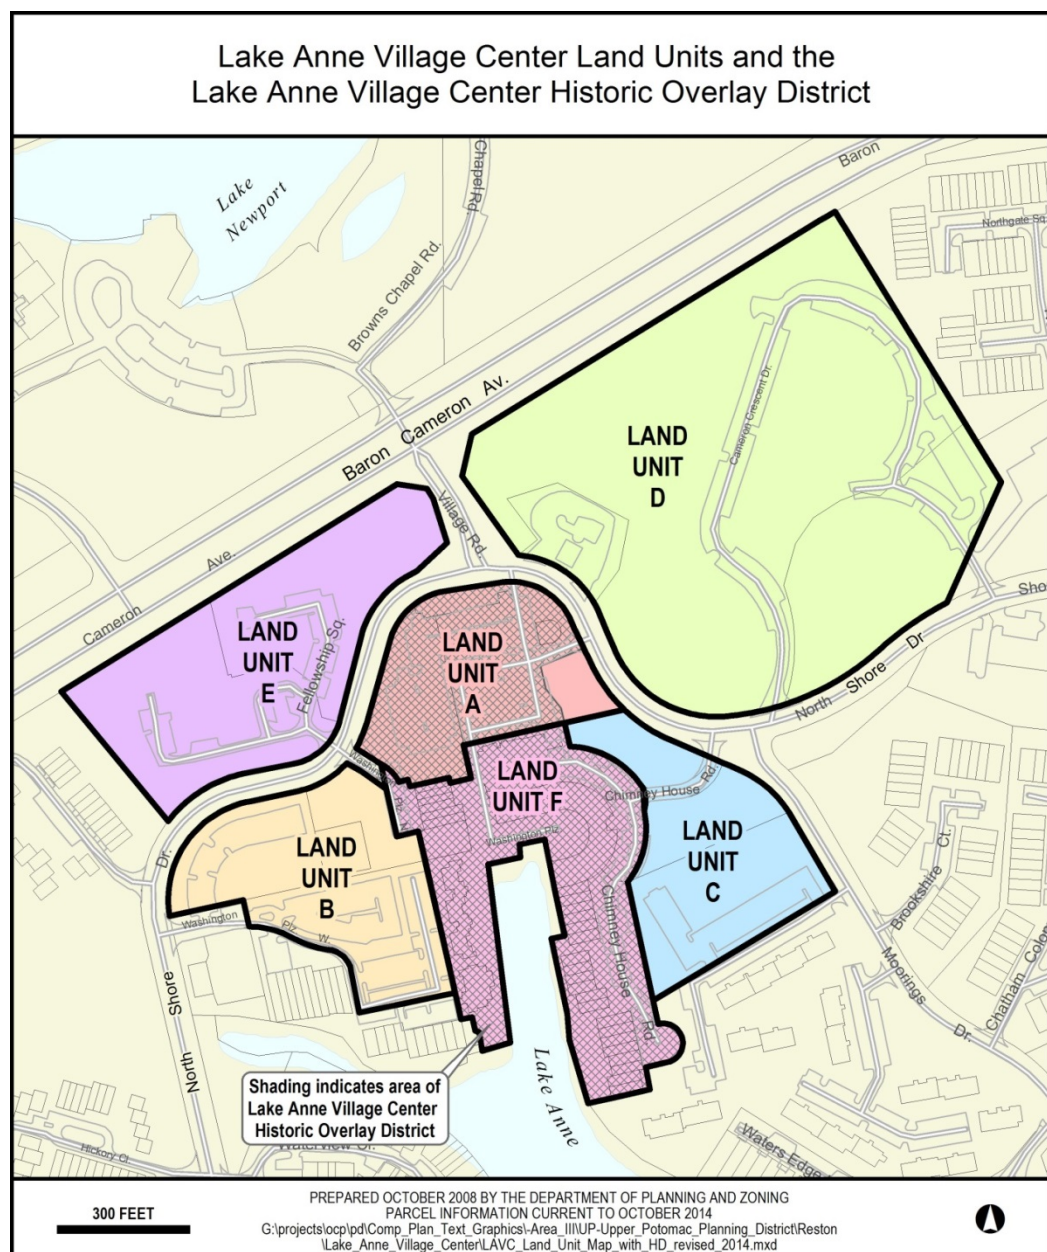 Lake Anne Village Center Land Units and the
Lake Anne Village Center Historic Overlay District
Lake
Newport
Chapel Rd.
Baron
Northgate Sq.
Browns Chapel Rd.
Baron Cameron Av.
Cameron Crescent Dr.
LAND
UNIT
D
Village Rd.
Cameron Ave.
LAND
UNIT
E
Fellowship Sq.
LAND
UNIT
A
Sho
North Shore Dr
Washington Plz
LAND
UNIT F
Chimney House Rd.
Washington Plz
LAND
UNIT
B
LAND
UNIT
C
Dr.
Washington Plz W.
Chimney House Rd
Brookshire Ct.
Moorings Dr.
Chatham Colon
North Shore
Lake Anne
Shading indicates area of
Lake Anne Village Center
Historic Overlay District
Hickory Cl.
Waterview Cl.
Waters Edge
300 FEET
PREPARED OCTOBER 2008 BY THE DEPARTMENT OF PLANNING AND ZONING
PARCEL INFORMATION CURRENT TO OCTOBER 2014
G:\projects\ocp\pd\Comp_Plan_Text_Graphics\-Area_III\UP-Upper_Potomac_Planning_District\Reston
\Lake_Anne_Village_Center\LAVC_Land_Unit_Map_with_HD_revised_2014.mxd